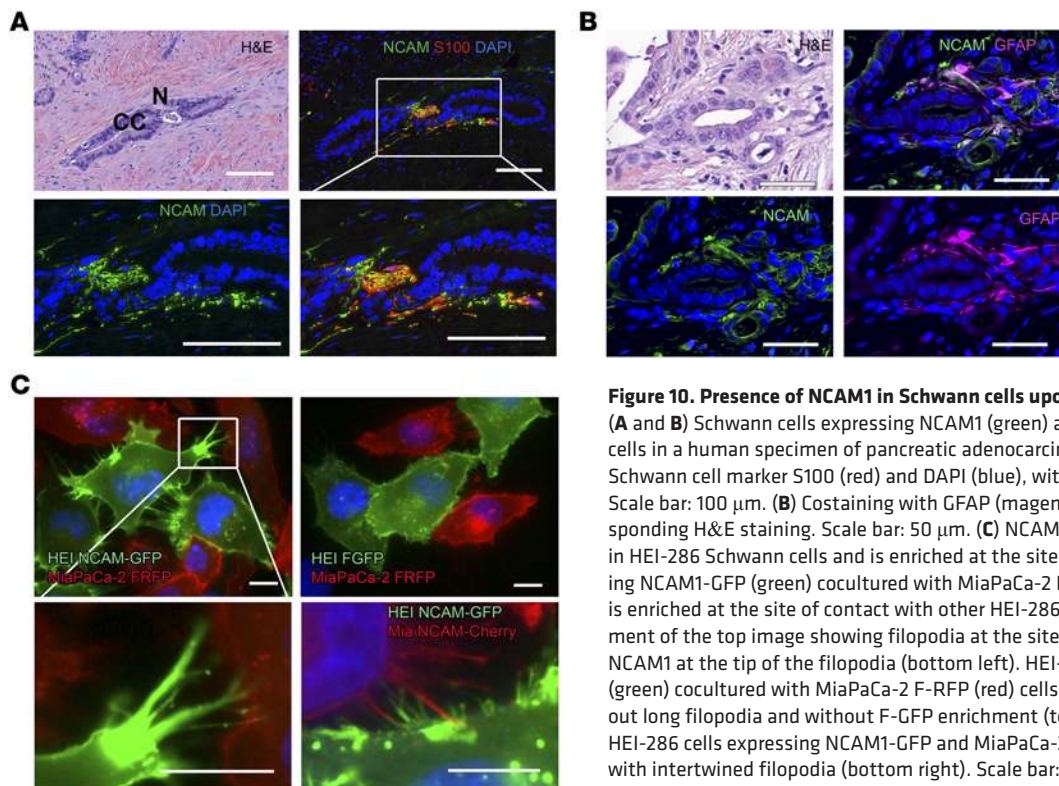 A
H&E
N
CC
NCAM S100 DAPI
NCAM DAPI
B
H&E
NCAM GFAP
NCAM
GFAP
C
HEI NCAM-GFP
MiaPaCa-2 FRFP
HEI FGFP
MiaPaCa-2 FRFP
HEI NCAM-GFP
Mia NCAM-Cherry
Figure 10. Presence of NCAM1 in Schwann cells upo
(A and B) Schwann cells expressing NCAM1 (green) a
cells in a human specimen of pancreatic adenocarcin
Schwann cell marker S100 (red) and DAPI (blue), wit
Scale bar: 100 μm. (B) Costaining with GFAP (magen
sponding H&E staining. Scale bar: 50 μm. (C) NCAM
in HEI-286 Schwann cells and is enriched at the site
ing NCAM1-GFP (green) cocultured with MiaPaCa-2
is enriched at the site of contact with other HEI-286
ment of the top image showing filopodia at the site
NCAM1 at the tip of the filopodia (bottom left). HEI-
(green) cocultured with MiaPaCa-2 F-RFP (red) cells
out long filopodia and without F-GFP enrichment (to
HEI-286 cells expressing NCAM1-GFP and MiaPaCa-
with intertwined filopodia (bottom right). Scale bar: